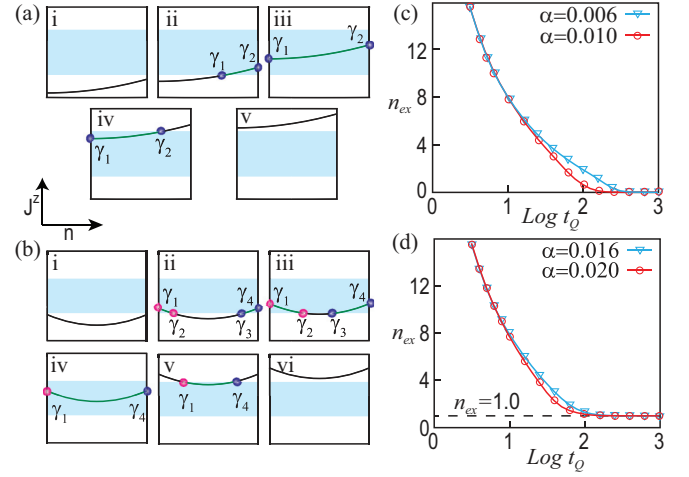 (a)
i
ii
γ₁
γ₂
iii
γ₁
γ₂
iv
γ₁
γ₂
v
Jᶻ
n
(b)
i
ii
γ₁
γ₂
γ₃
γ₄
iii
γ₁
γ₂
γ₃
γ₄
iv
γ₁
γ₄
v
γ₁
γ₄
vi
(c)
α=0.006
α=0.010
12
8
4
0
n_ex
0 1 2 3
Log t_Q
(d)
α=0.016
α=0.020
12
8
4
0
n_ex
n_ex=1.0
0 1 2 3
Log t_Q